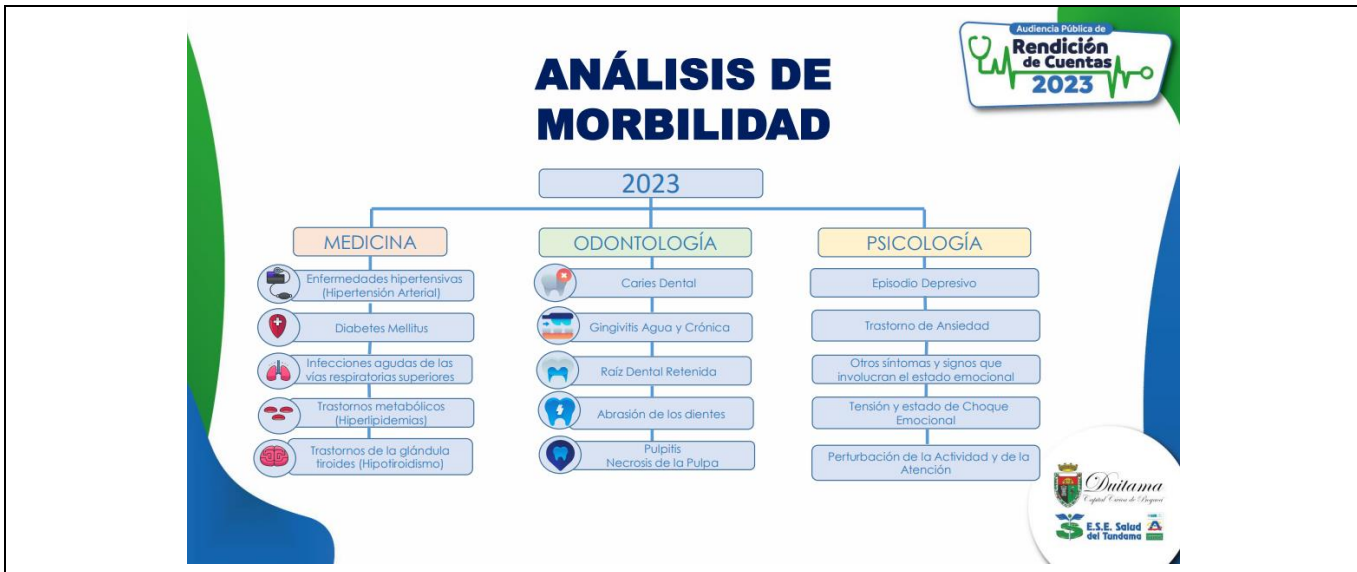 Audiencia Pública de
Rendición
de Cuentas
2023
ANÁLISIS DE
MORBILIDAD
2023
MEDICINA
Enfermedades hipertensivas
(Hipertensión Arterial)
Diabetes Mellitus
Infecciones agudas de las
vías respiratorias superiores
Trastornos metabólicos
(Hiperlipidemias)
Trastornos de la glándula
tiroides (Hipotiroidismo)
ODONTOLOGÍA
Caries Dental
Gingivitis Agua y Crónica
Raíz Dental Retenida
Abrasión de los dientes
Pulpitis
Necrosis de la Pulpa
PSICOLOGÍA
Episodio Depresivo
Trastorno de Ansiedad
Otros síntomas y signos que
involucran el estado emocional
Tensión y estado de Choque
Emocional
Perturbación de la Actividad y de la
Atención
Duitama
E.S.E. Salud
del Tundama